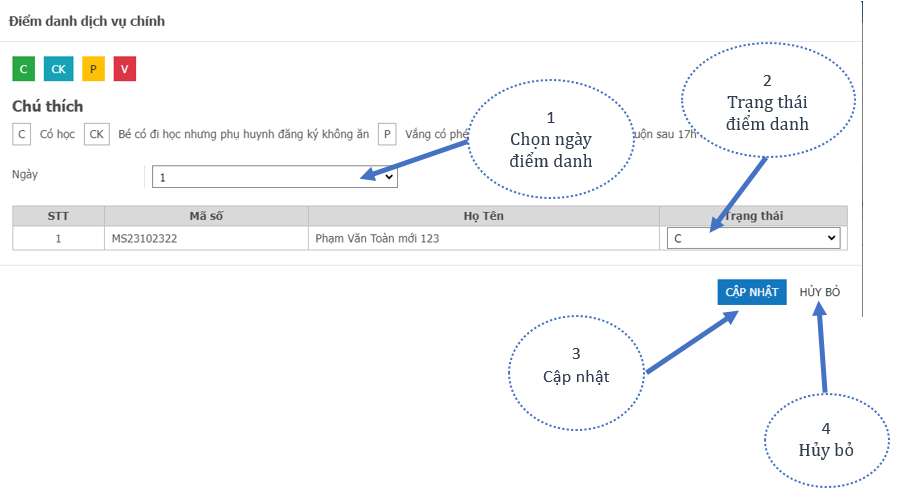 Điểm danh dịch vụ chính
C CK P V
Chú thích
C Có học CK Bé có đi học nhưng phụ huynh đăng ký không ăn P Vắng có phé sau 17h
Ngày 1
STT Mã số Họ Tên Trạng thái
1 MS23102322 Phạm Văn Toàn mới 123 C
CẬP NHẬT HỦY BỎ
1
Chọn ngày
điểm danh
2
Trạng thái
điểm danh
3
Cập nhật
4
Hủy bỏ